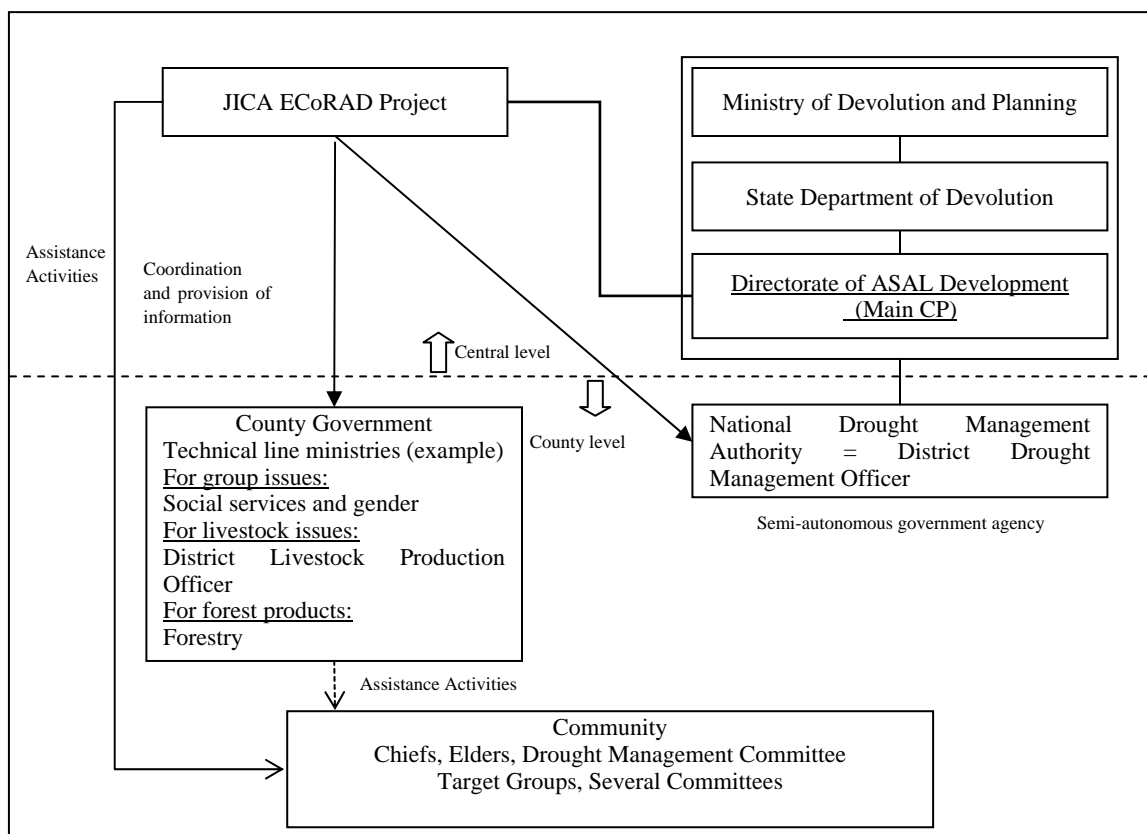 JICA ECoRAD Project
Ministry of Devolution and Planning
State Department of Devolution
Directorate of ASAL Development
(Main CP)
Assistance
Activities
Coordination
and provision of
information
Central level
County level
County Government
Technical line ministries (example)
For group issues:
Social services and gender
For livestock issues:
District Livestock Production
Officer
For forest products:
Forestry
National Drought Management
Authority = District Drought
Management Officer
Semi-autonomous government agency
Assistance Activities
Community
Chiefs, Elders, Drought Management Committee
Target Groups, Several Committees